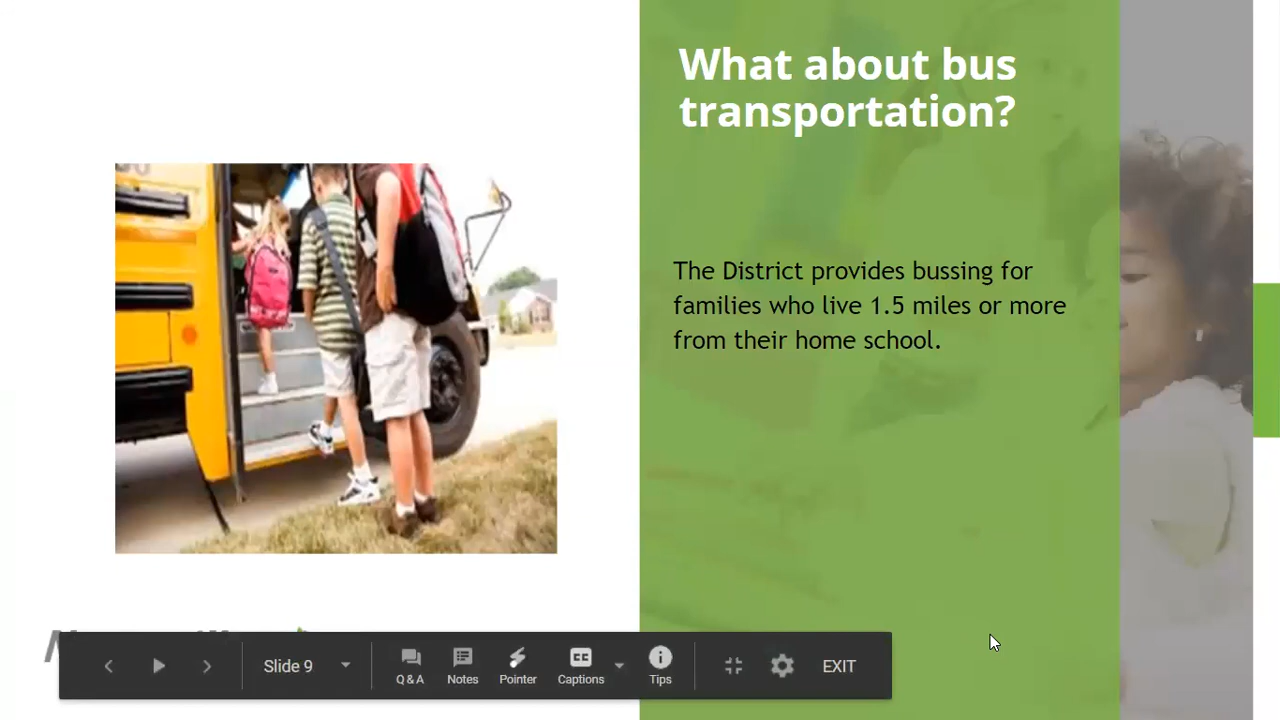 What about bus
transportation?
The District provides bussing for
families who live 1.5 miles or more
from their home school.
Slide 9
Q & A
Notes
Pointer
CC
Captions
Tips
EXIT